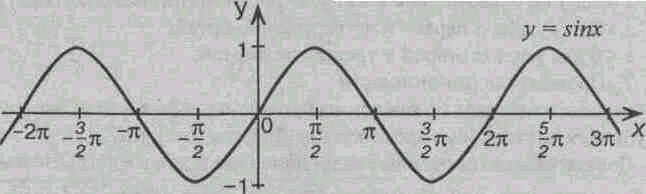 y
1
y = sinx
-2π -3/2π -π -π/2 0 π/2 π 3/2π 2π 5/2π 3π x
-1